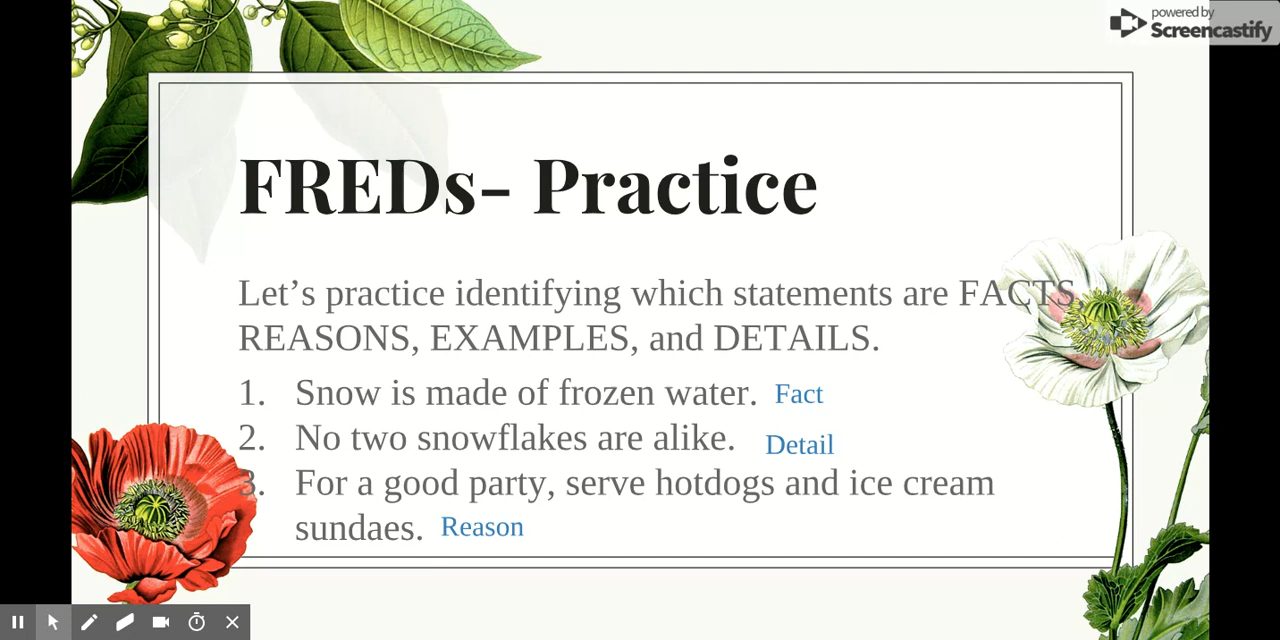 powered by
Screencastify
FREDs- Practice
Let’s practice identifying which statements are FACTS,
REASONS, EXAMPLES, and DETAILS.
1. Snow is made of frozen water. Fact
2. No two snowflakes are alike. Detail
3. For a good party, serve hotdogs and ice cream
sundaes. Reason